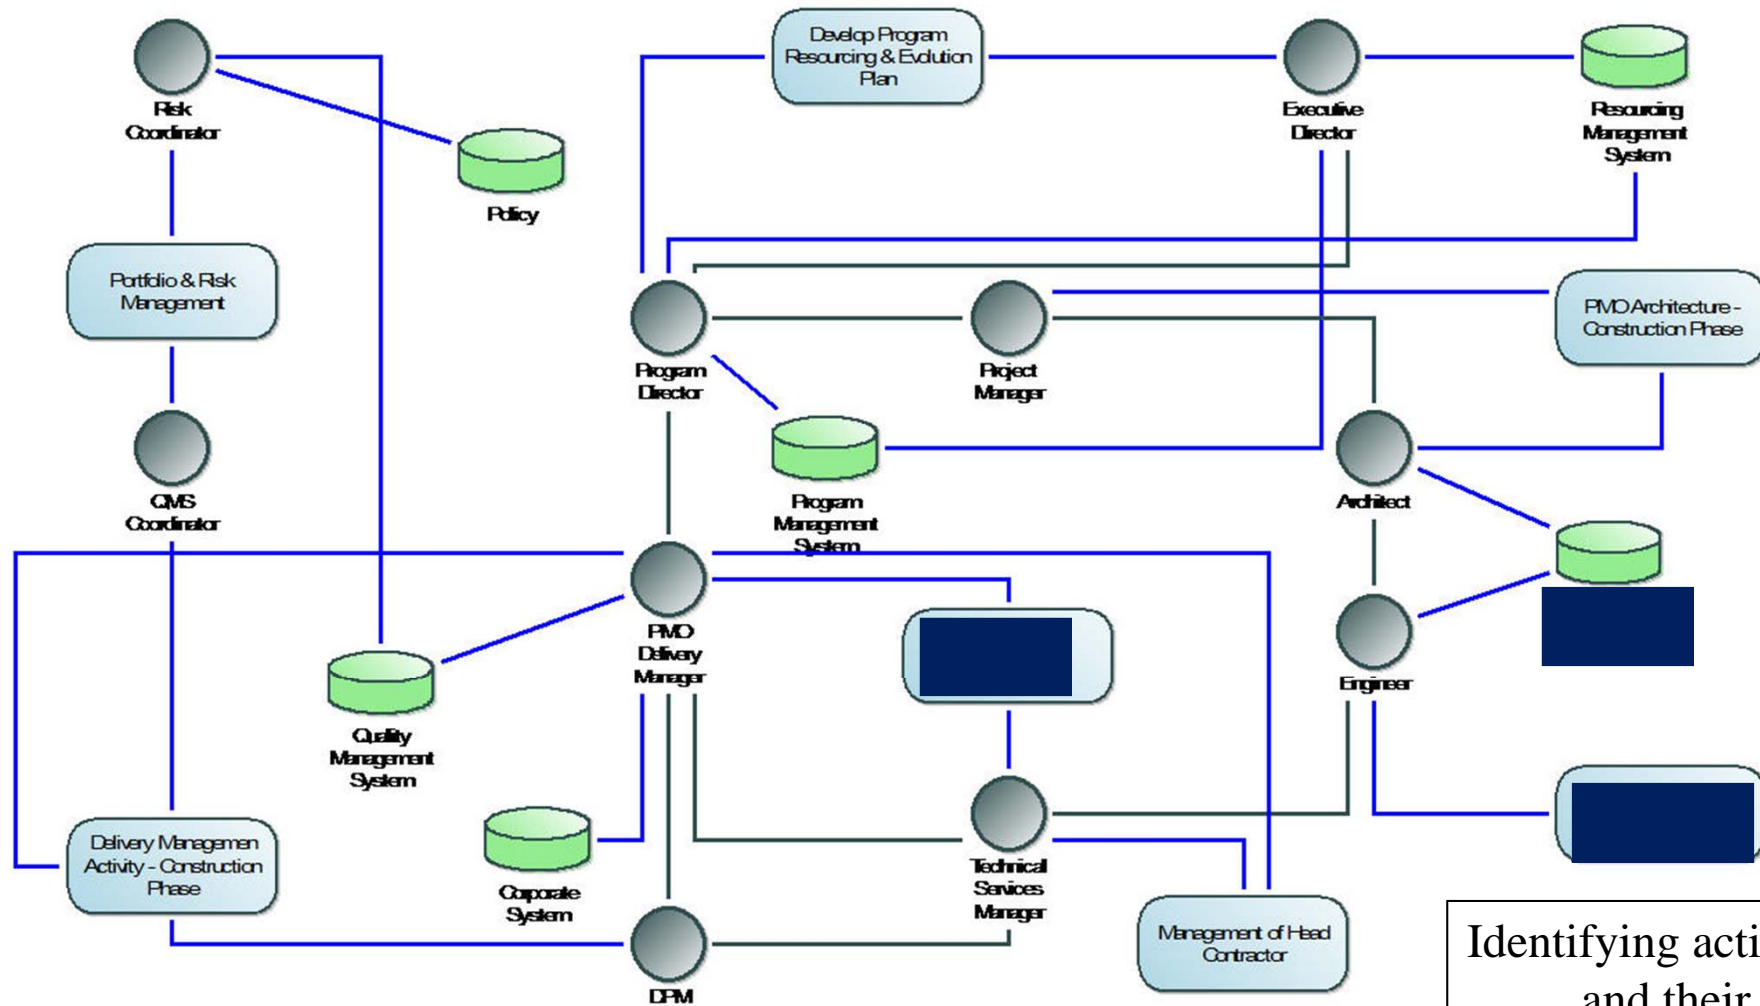 Develop Program
Resourcing & Evolution
Plan
Risk
Coordinator
Executive
Director
Resourcing
Management
System
Policy
Portfolio & Risk
Management
PMO Architecture -
Construction Phase
Program
Director
Project
Manager
QMS
Coordinator
Program
Management
System
Architect
PMO
Delivery
Manager
Engineer
Quality
Management
System
Delivery Managemen
Activity - Construction
Phase
Corporate
System
Technical
Services
Manager
Management of Head
Contractor
DPM
Identifying acti
and their